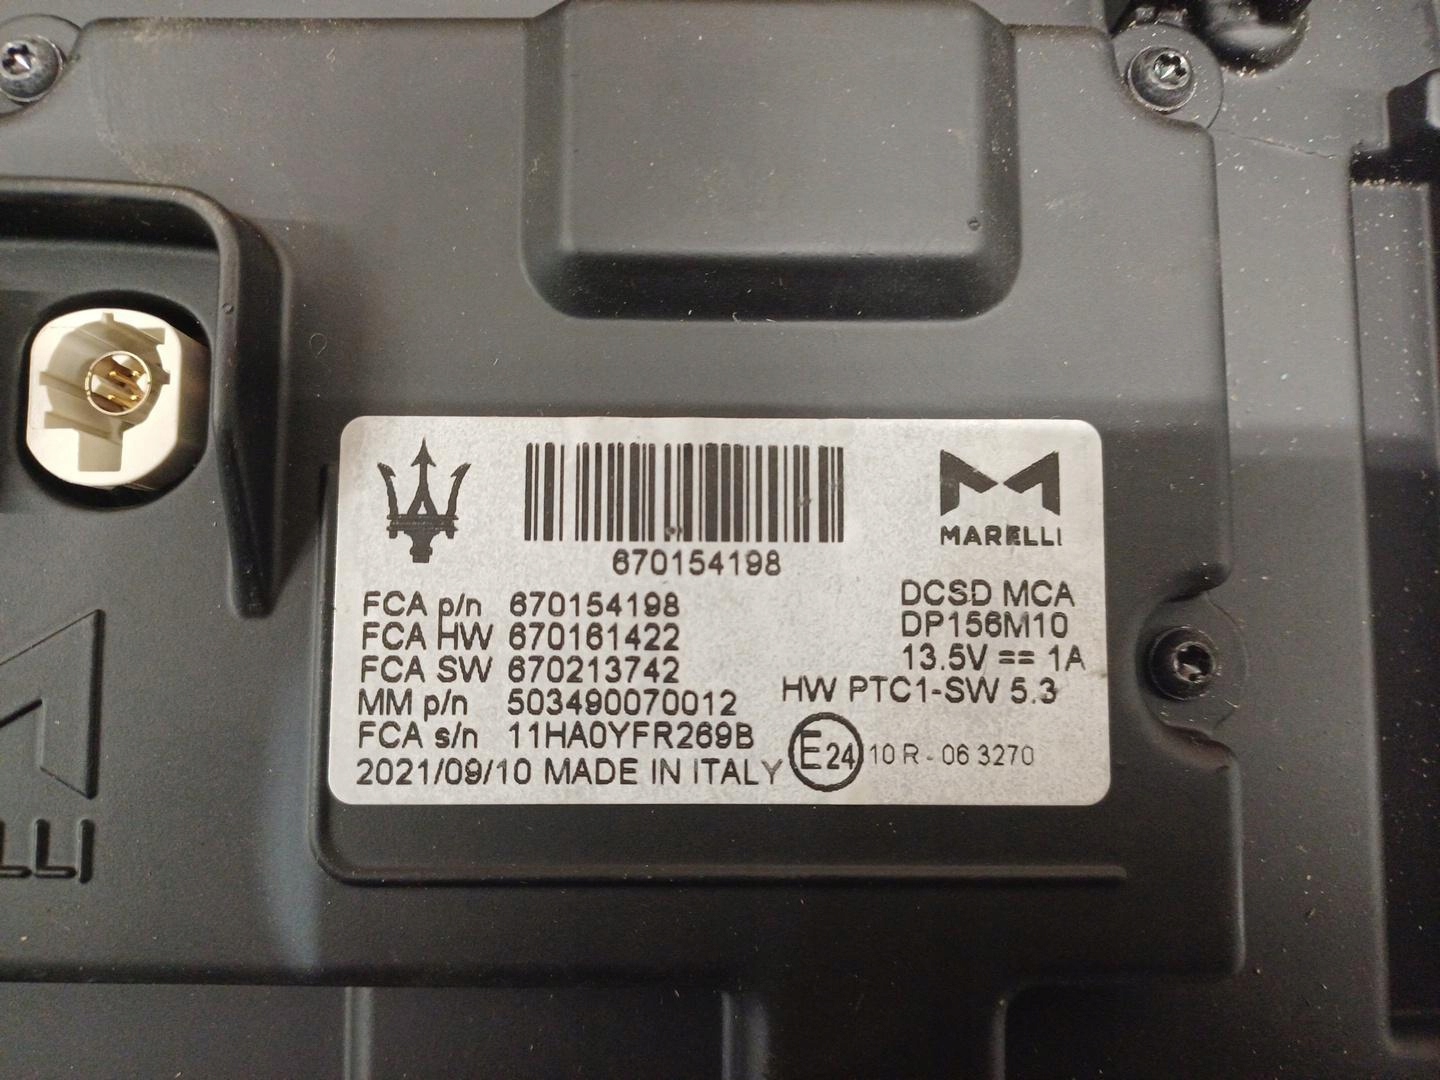 670154198
MARELLI
FCA p/n 670154198
FCA HW 670161422
FCA SW 670213742
MM p/n 503490070012
FCA s/n 11HA0YFR269B
2021/09/10 MADE IN ITALY
DCSD MCA
DP156M10
13.5V == 1A
HW PTC1-SW 5.3
E24 10 R - 06 3270
LLI